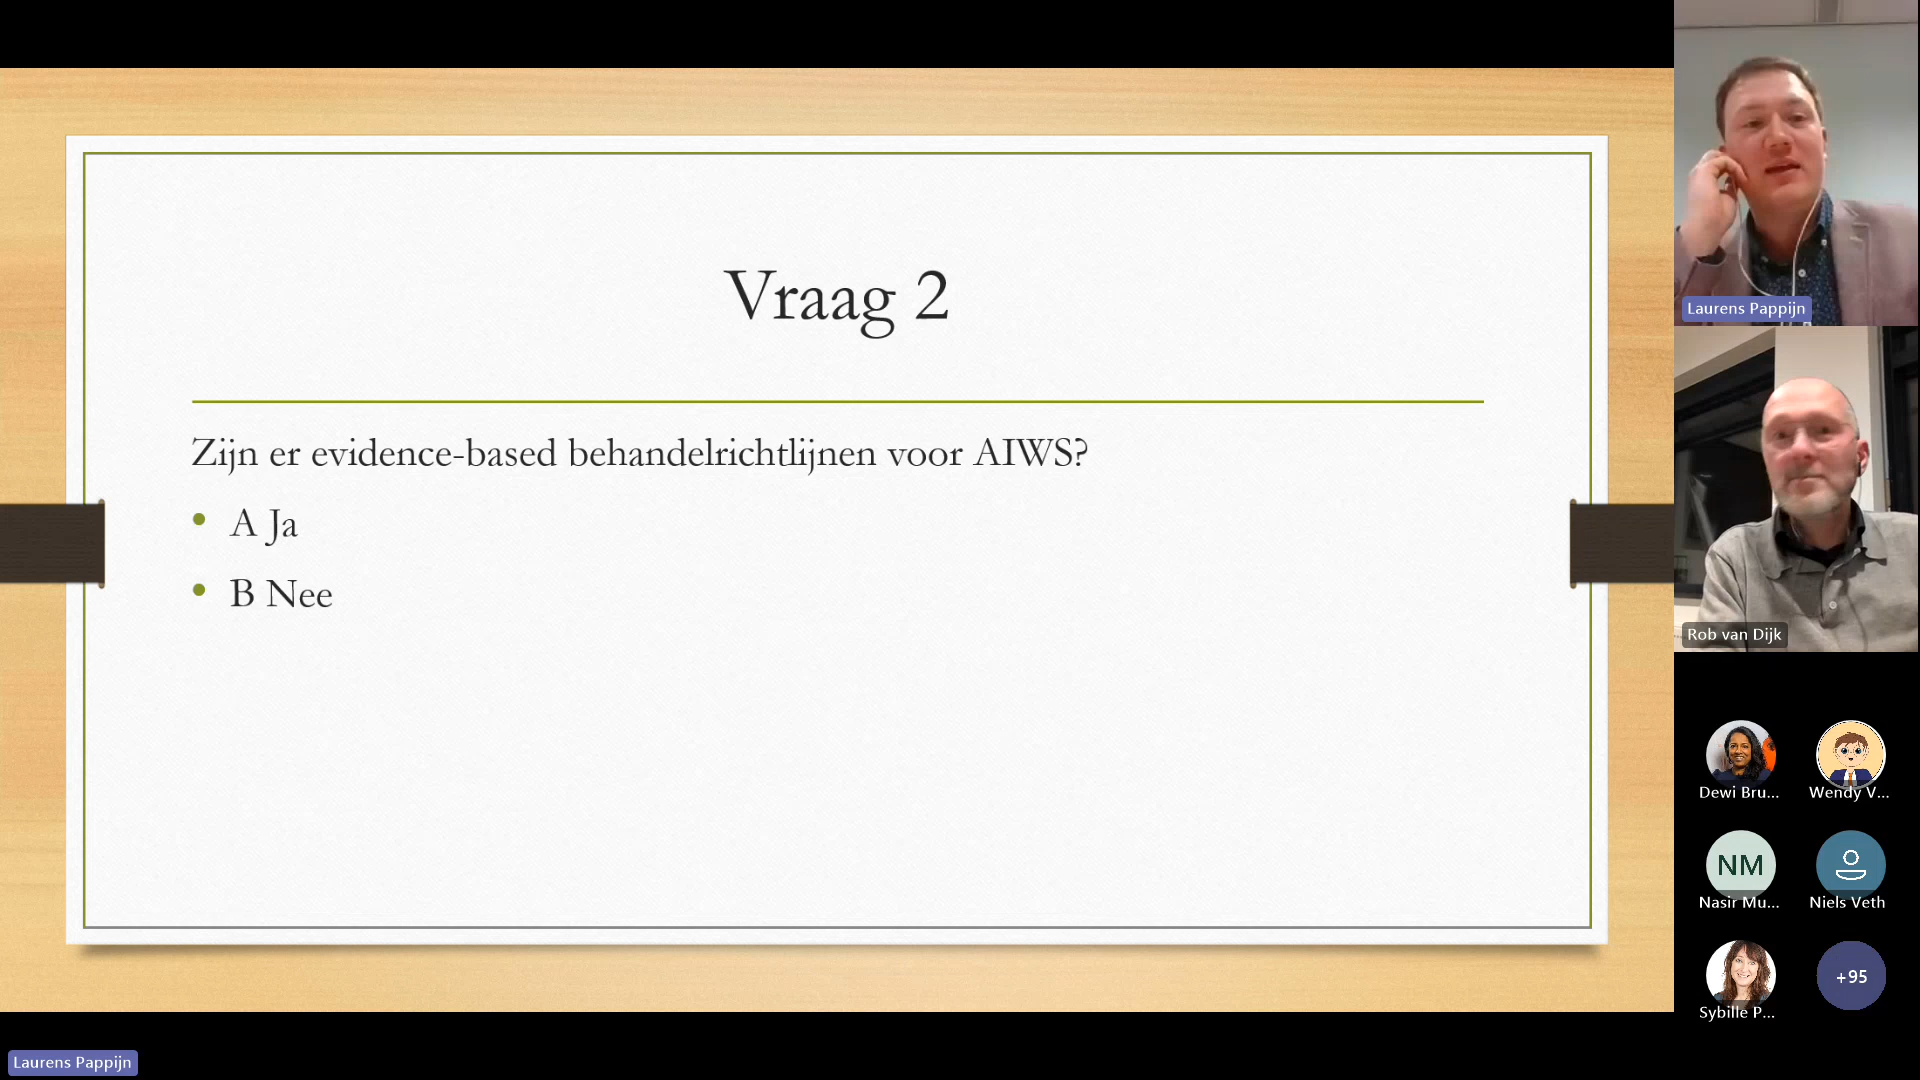 Vraag 2
Zijn er evidence-based behandelrichtlijnen voor AIWS?
• A Ja
• B Nee
Laurens Pappijn
Rob van Dijk
Dewi Bru...
Wendy V...
NM
Nasir Mu...
Niels Veth
Sybille P...
+95
Laurens Pappijn